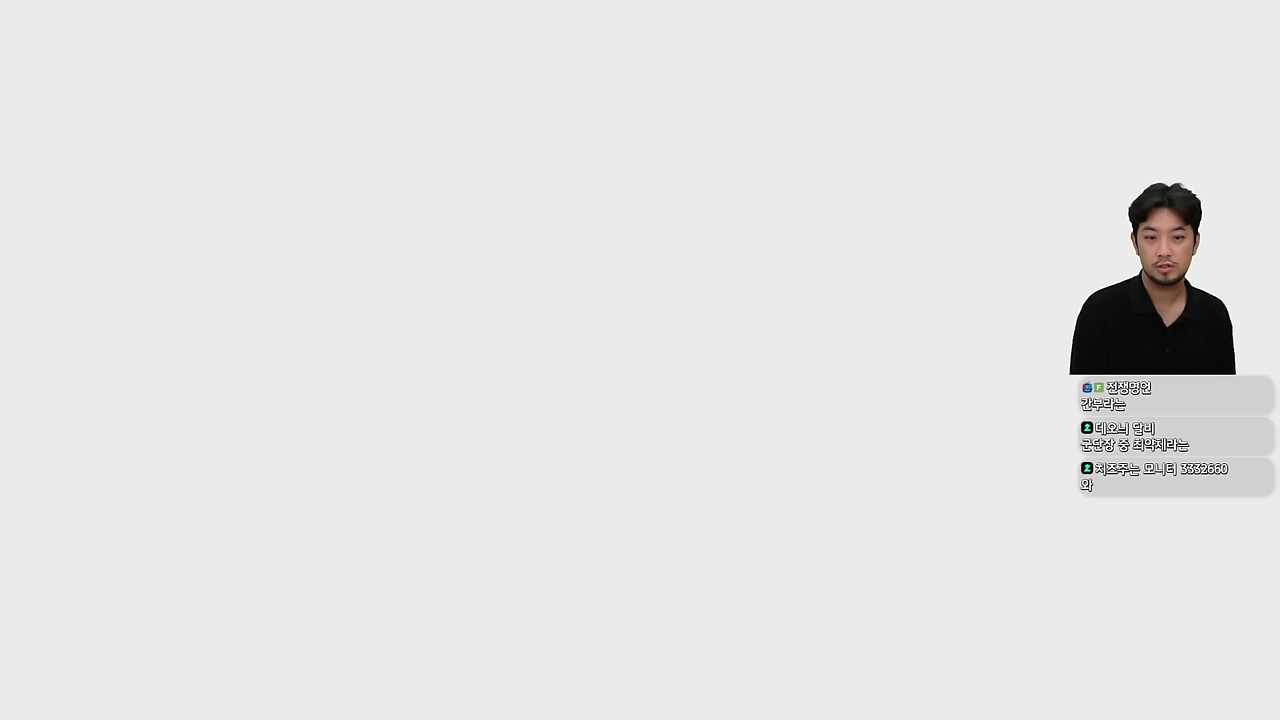 전쟁명언
간부라는
데오늬 달비
군단장 중 최약체라는
치즈주는 모니터 3332660
와